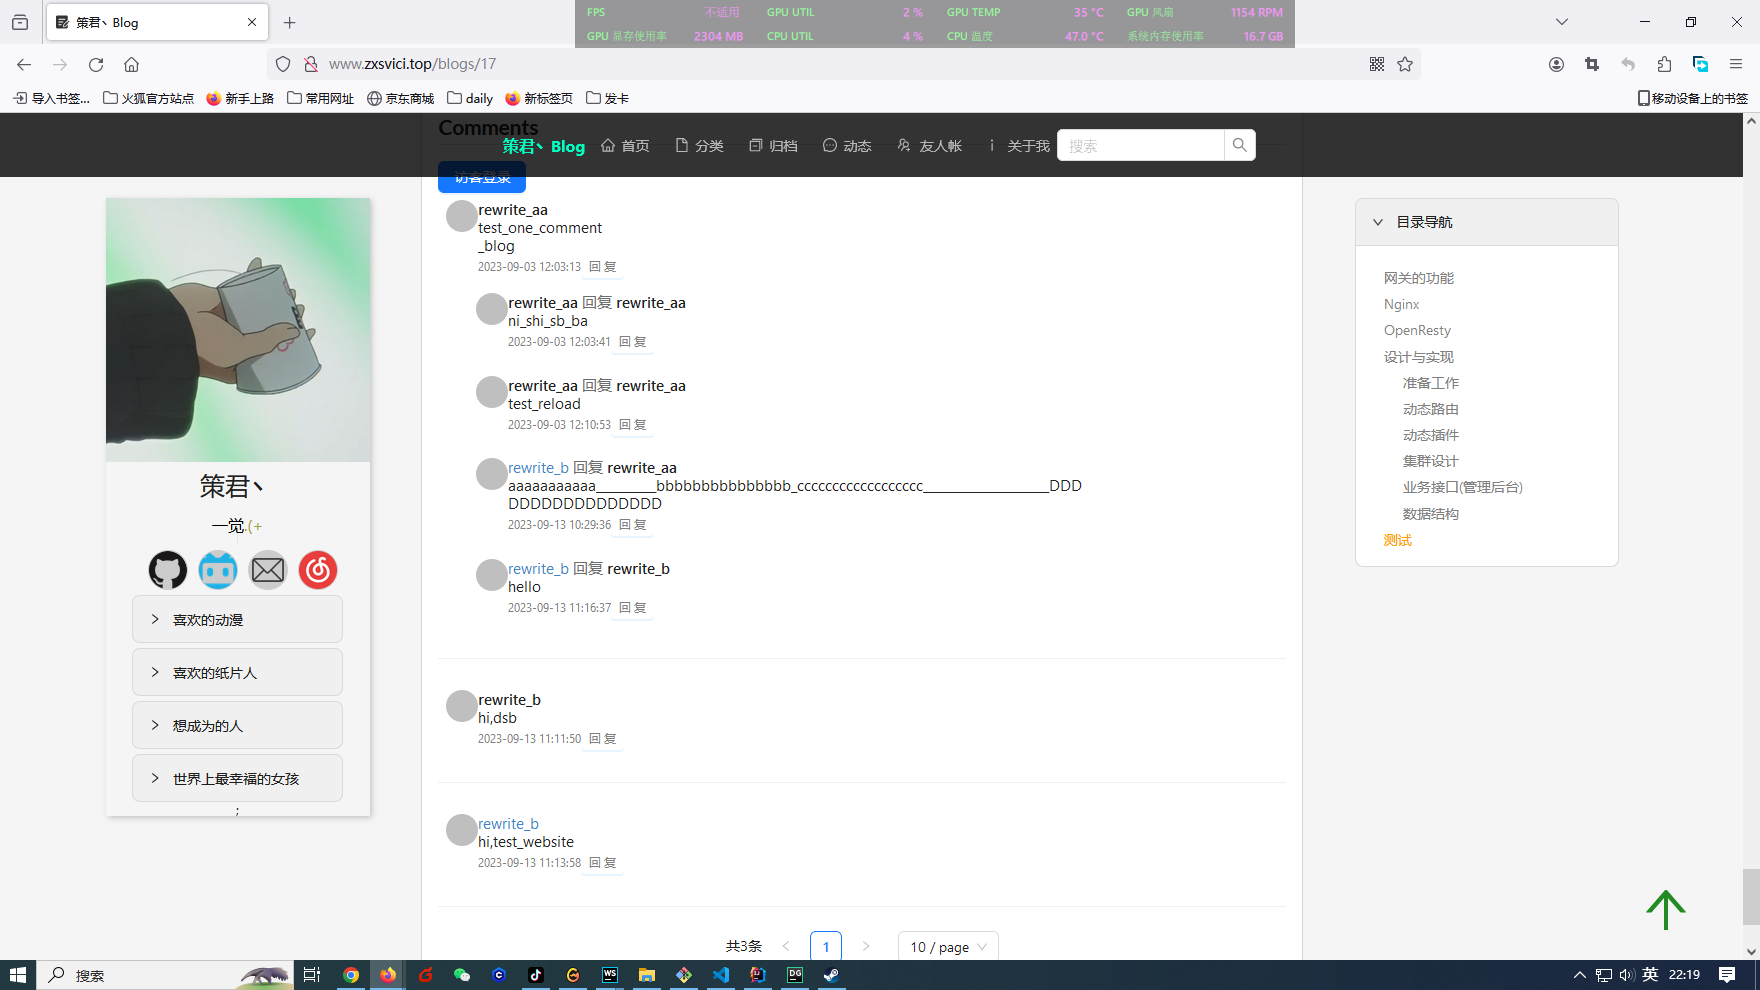 策君丶Blog
FPS 不适用 GPU UTIL 2 % GPU TEMP 35 °C GPU 风扇 1154 RPM
GPU 显存使用率 2304 MB CPU UTIL 4 % CPU 温度 47.0 °C 系统内存使用率 16.7 GB
www.zxsvici.top/blogs/17
导入书签... 火狐官方站点 新手上路 常用网址 京东商城 daily 新标签页 发卡 移动设备上的书签
Comments
策君丶Blog 首页 分类 归档 动态 友人帐 关于我 搜索
访客登录
rewrite_aa
test_one_comment
_blog
2023-09-03 12:03:13 回复
rewrite_aa 回复 rewrite_aa
ni_shi_sb_ba
2023-09-03 12:03:41 回复
rewrite_aa 回复 rewrite_aa
test_reload
2023-09-03 12:10:53 回复
rewrite_b 回复 rewrite_aa
aaaaaaaaaaa__________bbbbbbbbbbbbbbb_cccccccccccccccccc_____________________DDD
DDDDDDDDDDDDDD
2023-09-13 10:29:36 回复
rewrite_b 回复 rewrite_b
hello
2023-09-13 11:16:37 回复
rewrite_b
hi,dsb
2023-09-13 11:11:50 回复
rewrite_b
hi,test_website
2023-09-13 11:13:58 回复
共3条 1 10 / page
策君丶
一觉.(+
喜欢的动漫
喜欢的纸片人
想成为的人
世界上最幸福的女孩
;
目录导航
网关的功能
Nginx
OpenResty
设计与实现
准备工作
动态路由
动态插件
集群设计
业务接口(管理后台)
数据结构
测试
搜索
英 22:19